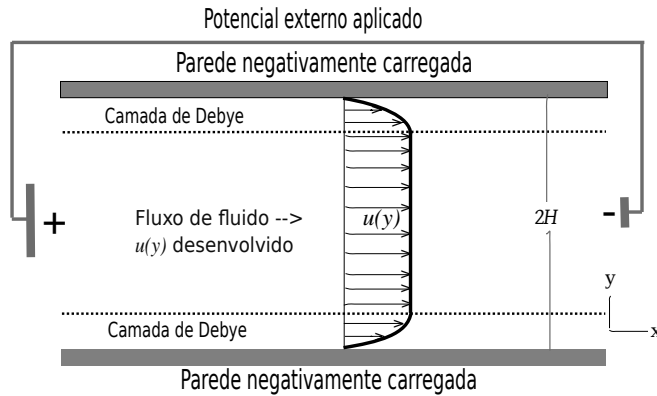 Potencial externo aplicado
Parede negativamente carregada
Camada de Debye
+
Fluxo de fluido -->
u(y) desenvolvido
u(y)
2H
-
y
x
Camada de Debye
Parede negativamente carregada